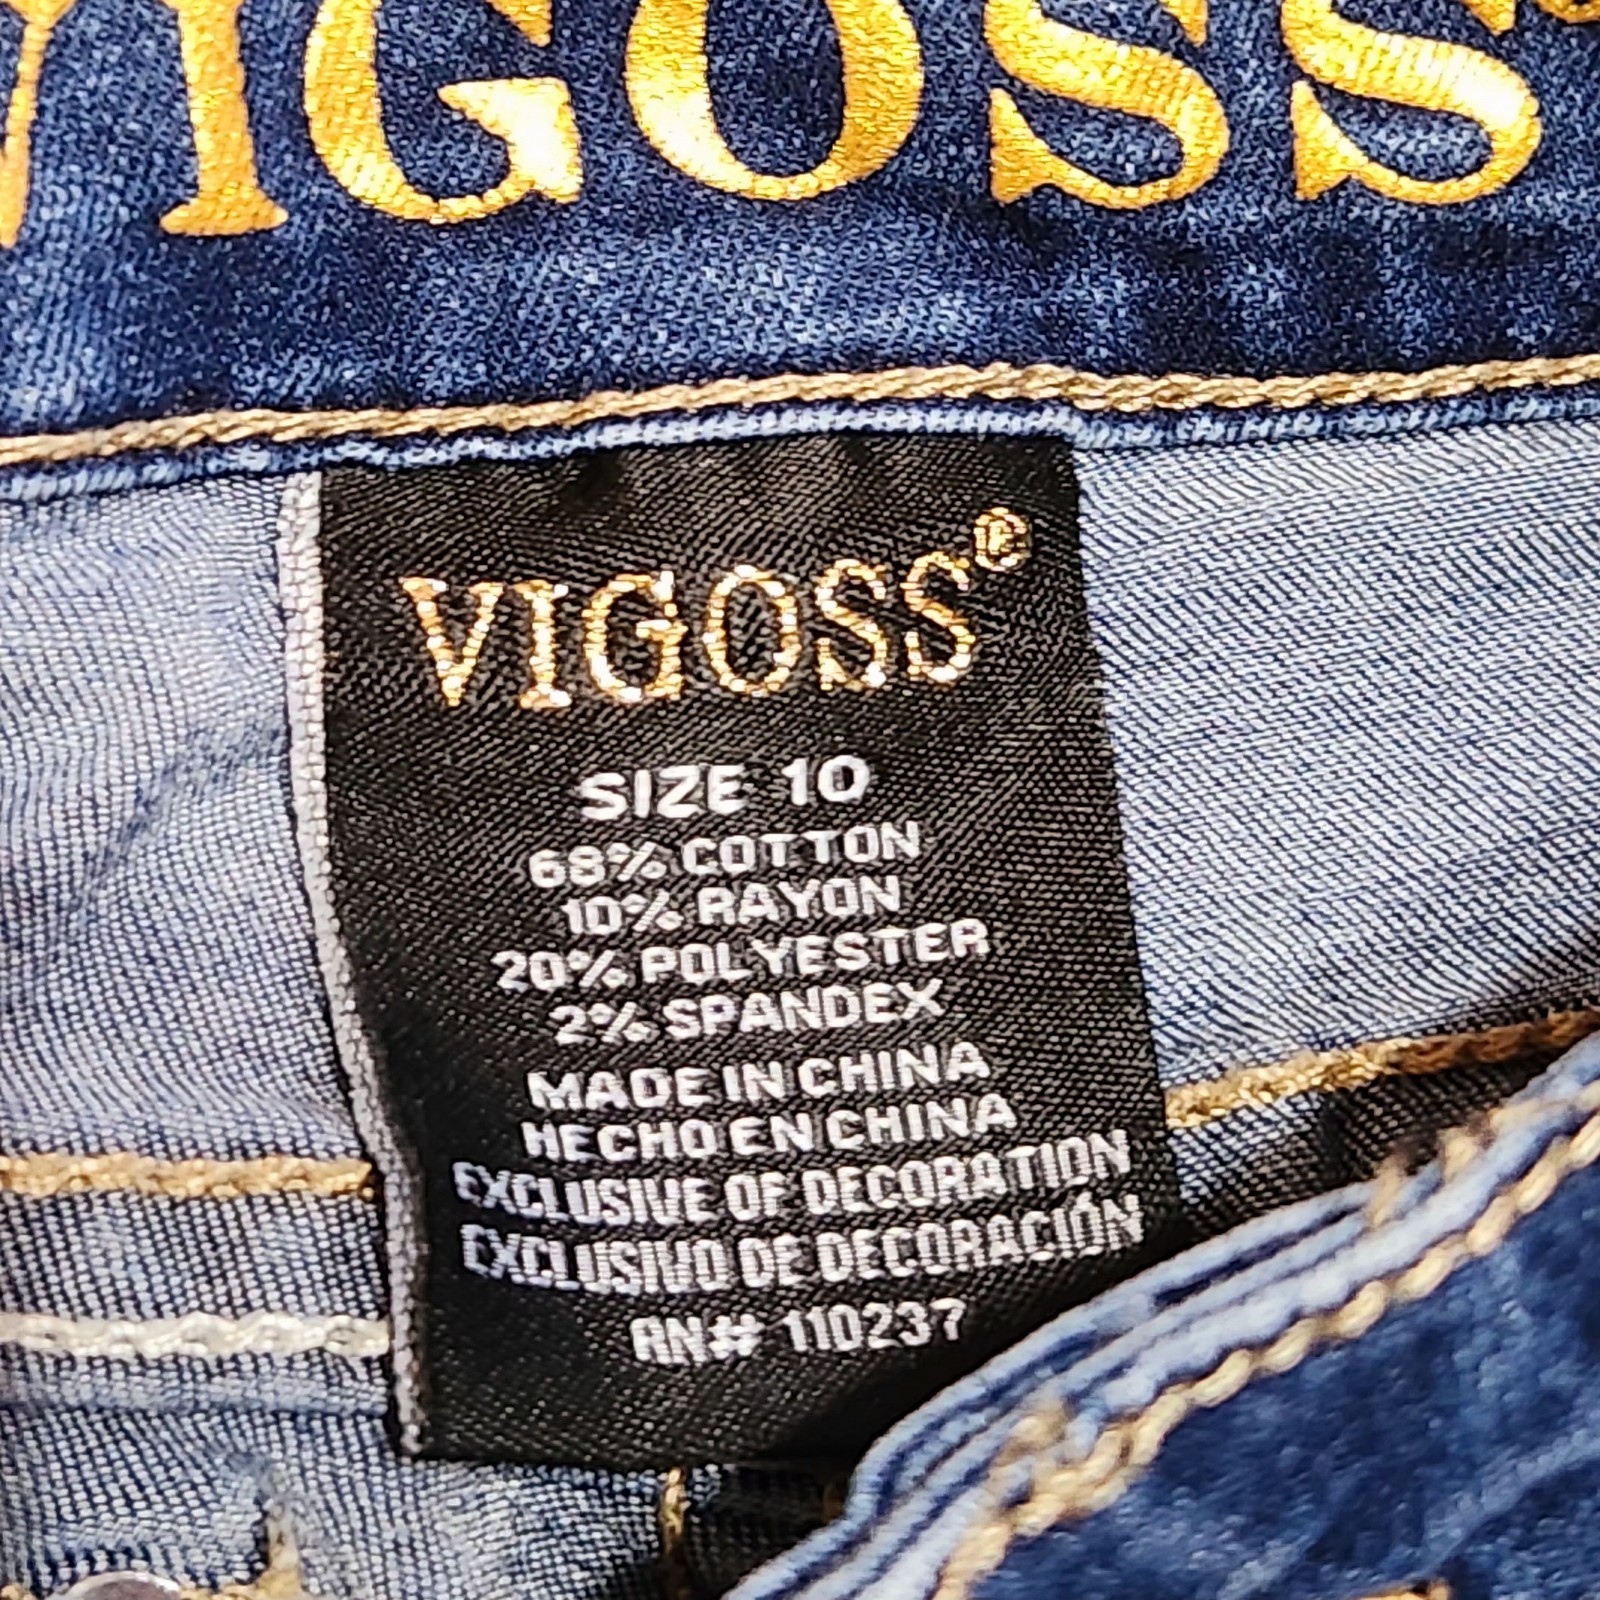 VIGOSS
VIGOSS®
SIZE 10
68% COTTON
10% RAYON
20% POLYESTER
2% SPANDEX
MADE IN CHINA
HECHO EN CHINA
EXCLUSIVE OF DECORATION
EXCLUSIVO DE DECORACIÓN
RN# 110237